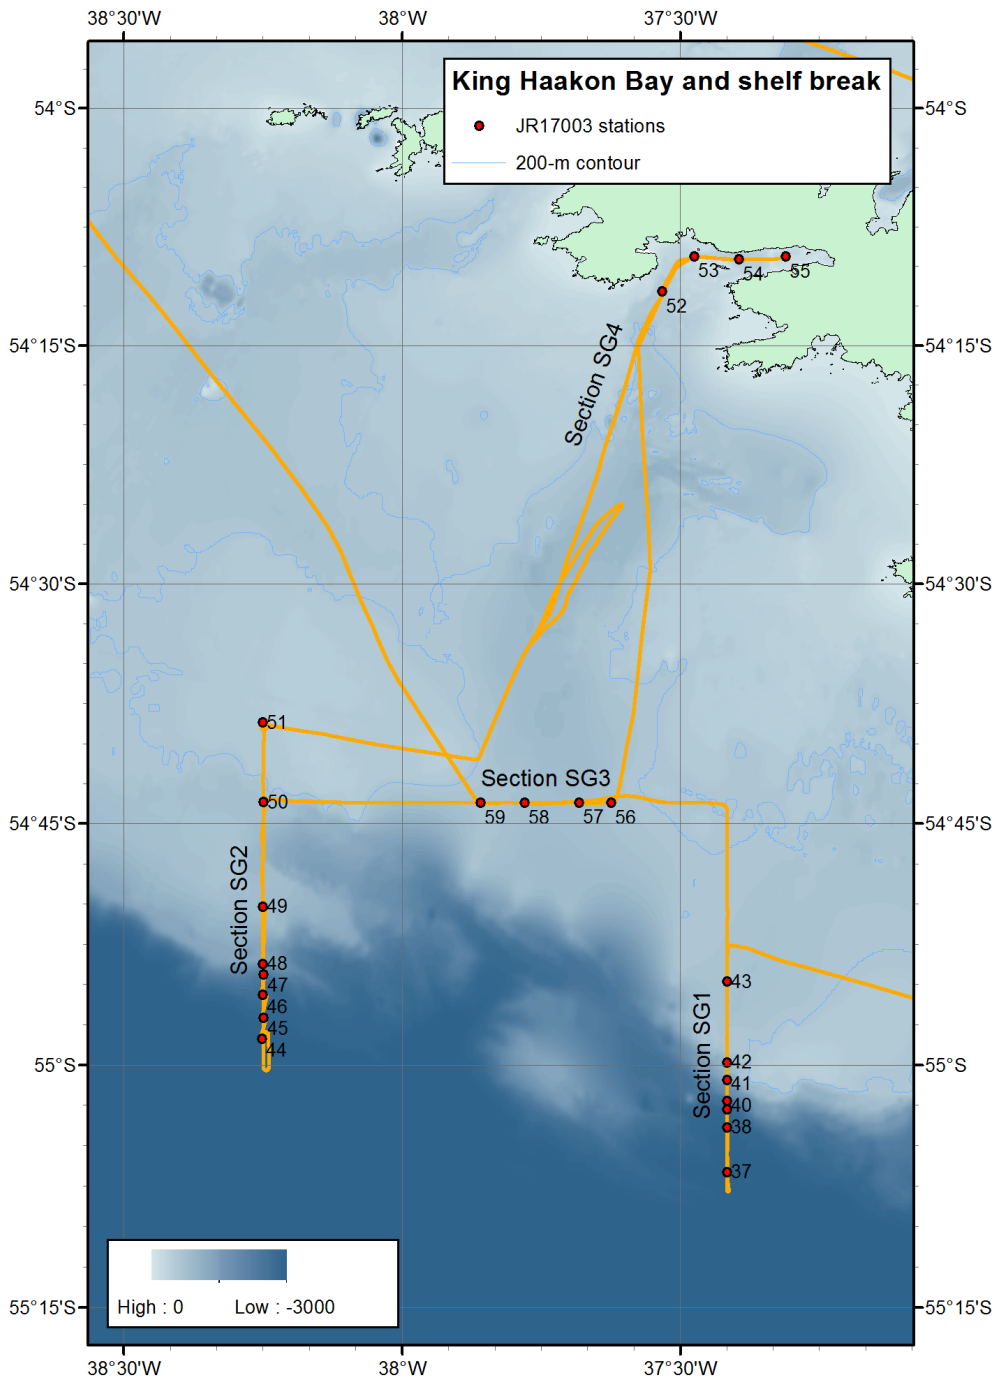 38°30'W 38°W 37°30'W
King Haakon Bay and shelf break
JR17003 stations
200-m contour
54°S 54°S
53 54 55
52
54°15'S 54°15'S
Section SG4
54°30'S 54°30'S
51
Section SG3
50
59 58 57 56
54°45'S 54°45'S
Section SG2
49
48
47
46
45
44
43
Section SG1
42
41
40
38
37
55°S 55°S
High : 0 Low : -3000
55°15'S 55°15'S
38°30'W 38°W 37°30'W